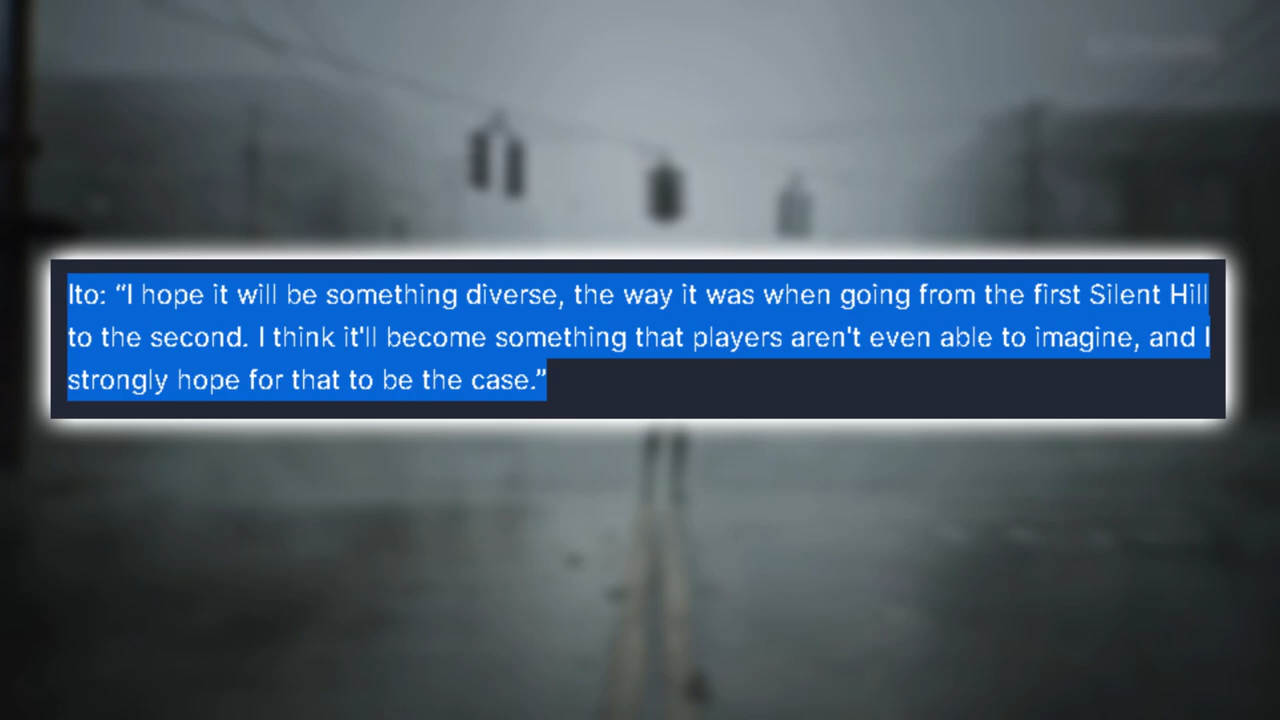 Ito: “I hope it will be something diverse, the way it was when going from the first Silent Hill
to the second. I think it'll become something that players aren't even able to imagine, and I
strongly hope for that to be the case.”